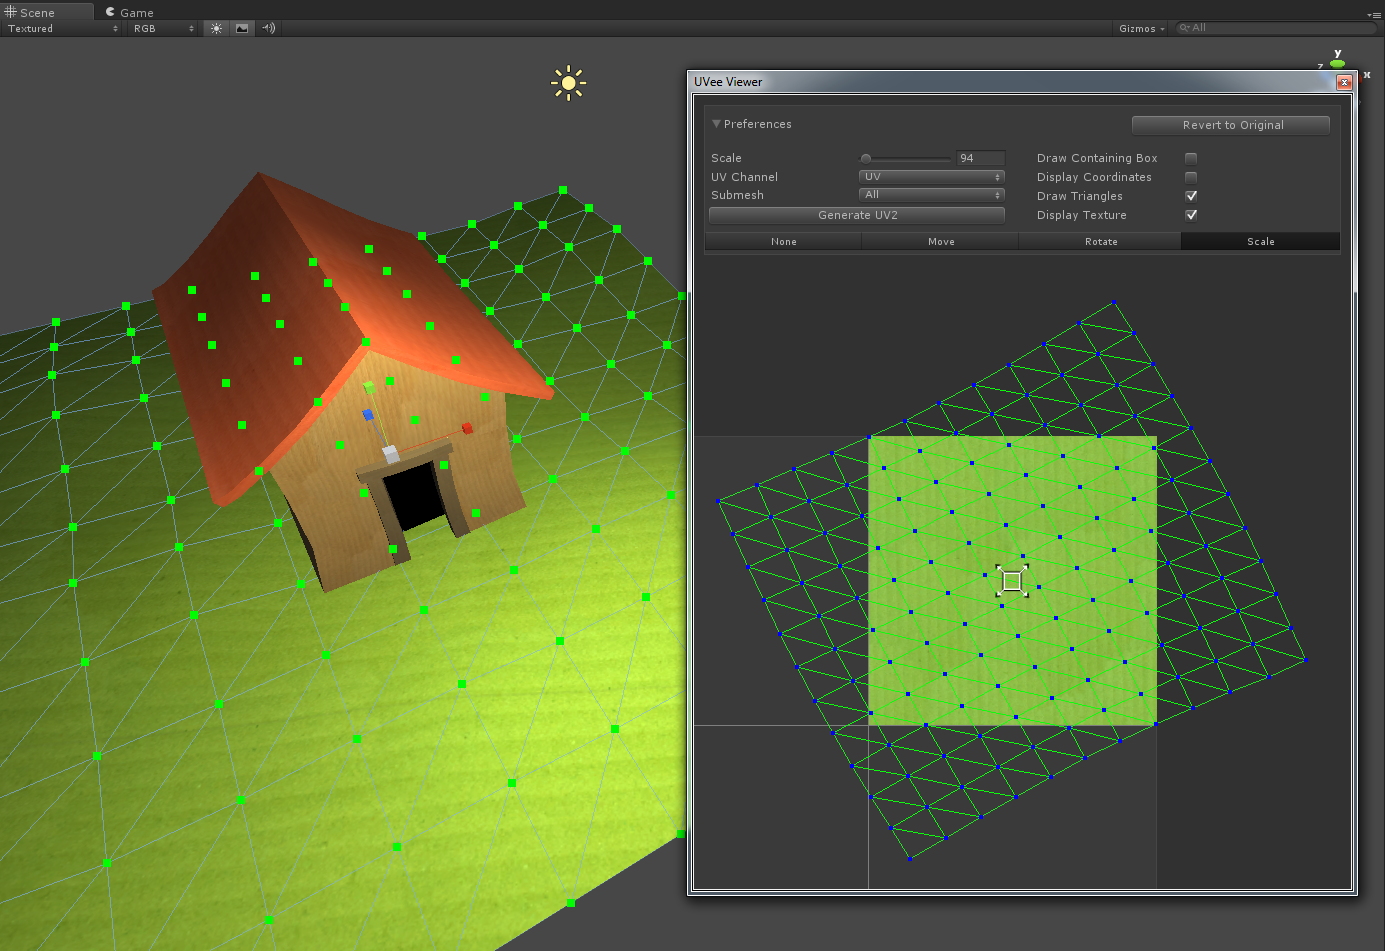 Scene Game
Textured RGB Gizmos All
y
z x
UVee Viewer
Preferences Revert to Original
Scale 94 Draw Containing Box
UV Channel UV Display Coordinates
Submesh All Draw Triangles
Generate UV2 Display Texture
None Move Rotate Scale